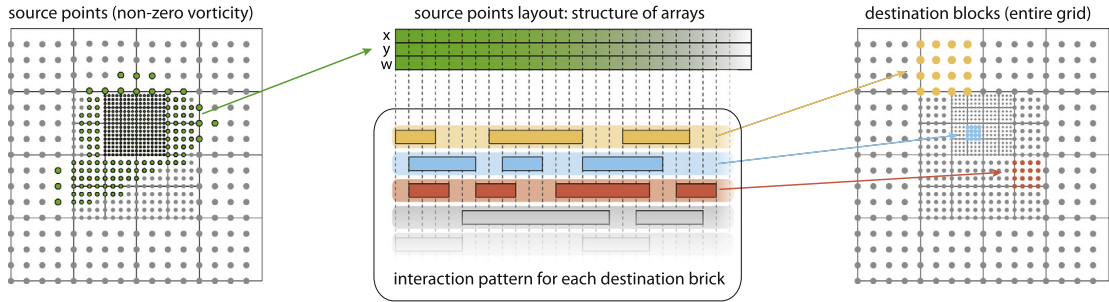 source points (non-zero vorticity)
source points layout: structure of arrays
destination blocks (entire grid)
x
y
w
interaction pattern for each destination brick